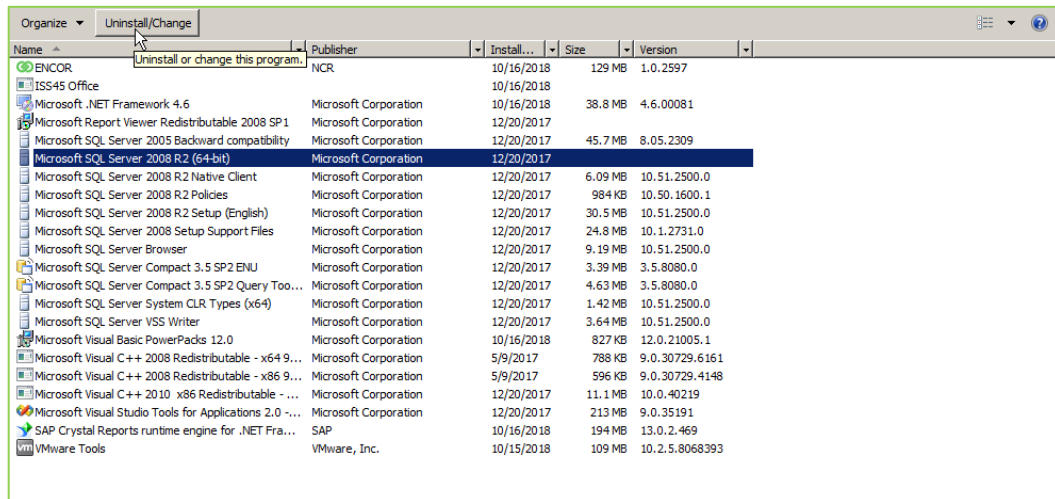 Organize Uninstall/Change
Name Publisher Install... Size Version
Uninstall or change this program.
ENCOR NCR 10/16/2018 129 MB 1.0.2597
ISS45 Office 10/16/2018
Microsoft .NET Framework 4.6 Microsoft Corporation 10/16/2018 38.8 MB 4.6.00081
Microsoft Report Viewer Redistributable 2008 SP1 Microsoft Corporation 12/20/2017
Microsoft SQL Server 2005 Backward compatibility Microsoft Corporation 12/20/2017 45.7 MB 8.05.2309
Microsoft SQL Server 2008 R2 (64-bit) Microsoft Corporation 12/20/2017
Microsoft SQL Server 2008 R2 Native Client Microsoft Corporation 12/20/2017 6.09 MB 10.51.2500.0
Microsoft SQL Server 2008 R2 Policies Microsoft Corporation 12/20/2017 984 KB 10.50.1600.1
Microsoft SQL Server 2008 R2 Setup (English) Microsoft Corporation 12/20/2017 30.5 MB 10.51.2500.0
Microsoft SQL Server 2008 Setup Support Files Microsoft Corporation 12/20/2017 24.8 MB 10.1.2731.0
Microsoft SQL Server Browser Microsoft Corporation 12/20/2017 9.19 MB 10.51.2500.0
Microsoft SQL Server Compact 3.5 SP2 ENU Microsoft Corporation 12/20/2017 3.39 MB 3.5.8080.0
Microsoft SQL Server Compact 3.5 SP2 Query Too... Microsoft Corporation 12/20/2017 4.63 MB 3.5.8080.0
Microsoft SQL Server System CLR Types (x64) Microsoft Corporation 12/20/2017 1.42 MB 10.51.2500.0
Microsoft SQL Server VSS Writer Microsoft Corporation 12/20/2017 3.64 MB 10.51.2500.0
Microsoft Visual Basic PowerPacks 12.0 Microsoft Corporation 10/16/2018 827 KB 12.0.21005.1
Microsoft Visual C++ 2008 Redistributable - x64 9... Microsoft Corporation 5/9/2017 788 KB 9.0.30729.6161
Microsoft Visual C++ 2008 Redistributable - x86 9... Microsoft Corporation 5/9/2017 596 KB 9.0.30729.4148
Microsoft Visual C++ 2010 x86 Redistributable - ... Microsoft Corporation 12/20/2017 11.1 MB 10.0.40219
Microsoft Visual Studio Tools for Applications 2.0 -... Microsoft Corporation 12/20/2017 213 MB 9.0.35191
SAP Crystal Reports runtime engine for .NET Fra... SAP 10/16/2018 194 MB 13.0.2.469
vm VMware Tools VMware, Inc. 10/15/2018 109 MB 10.2.5.8068393